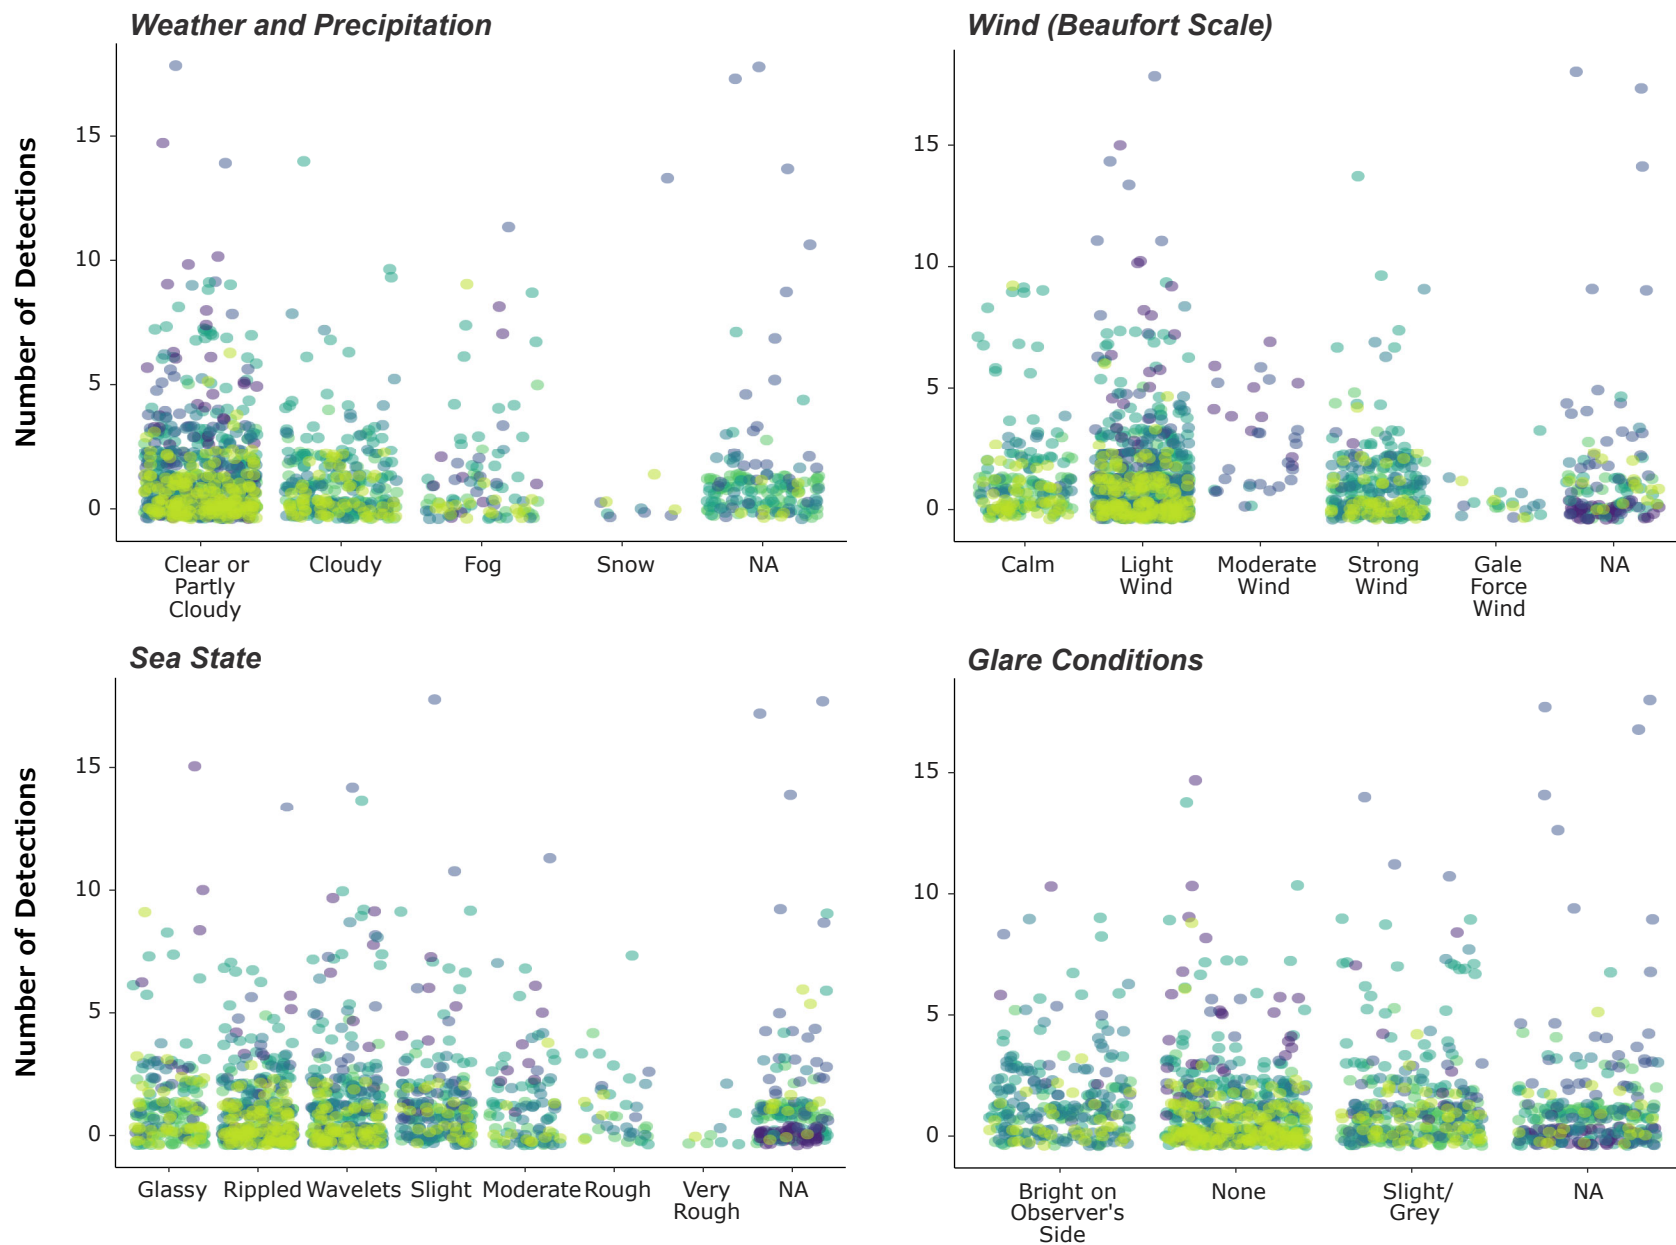 Weather and Precipitation
Number of Detections
15
10
5
0
Clear or
Partly
Cloudy
Cloudy
Fog
Snow
NA
Wind (Beaufort Scale)
15
10
5
0
Calm
Light
Wind
Moderate
Wind
Strong
Wind
Gale
Force
Wind
NA
Sea State
Number of Detections
15
10
5
0
Glassy
Rippled
Wavelets
Slight
Moderate
Rough
Very
Rough
NA
Glare Conditions
15
10
5
0
Bright on
Observer's
Side
None
Slight/
Grey
NA